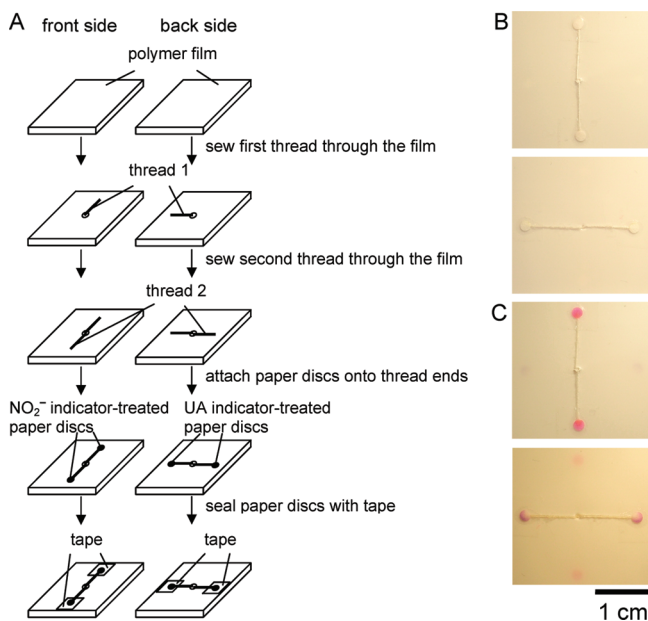 A
front side
back side
polymer film
sew first thread through the film
thread 1
sew second thread through the film
thread 2
attach paper discs onto thread ends
NO₂⁻ indicator-treated
paper discs
UA indicator-treated
paper discs
seal paper discs with tape
tape
tape
B
C
1 cm